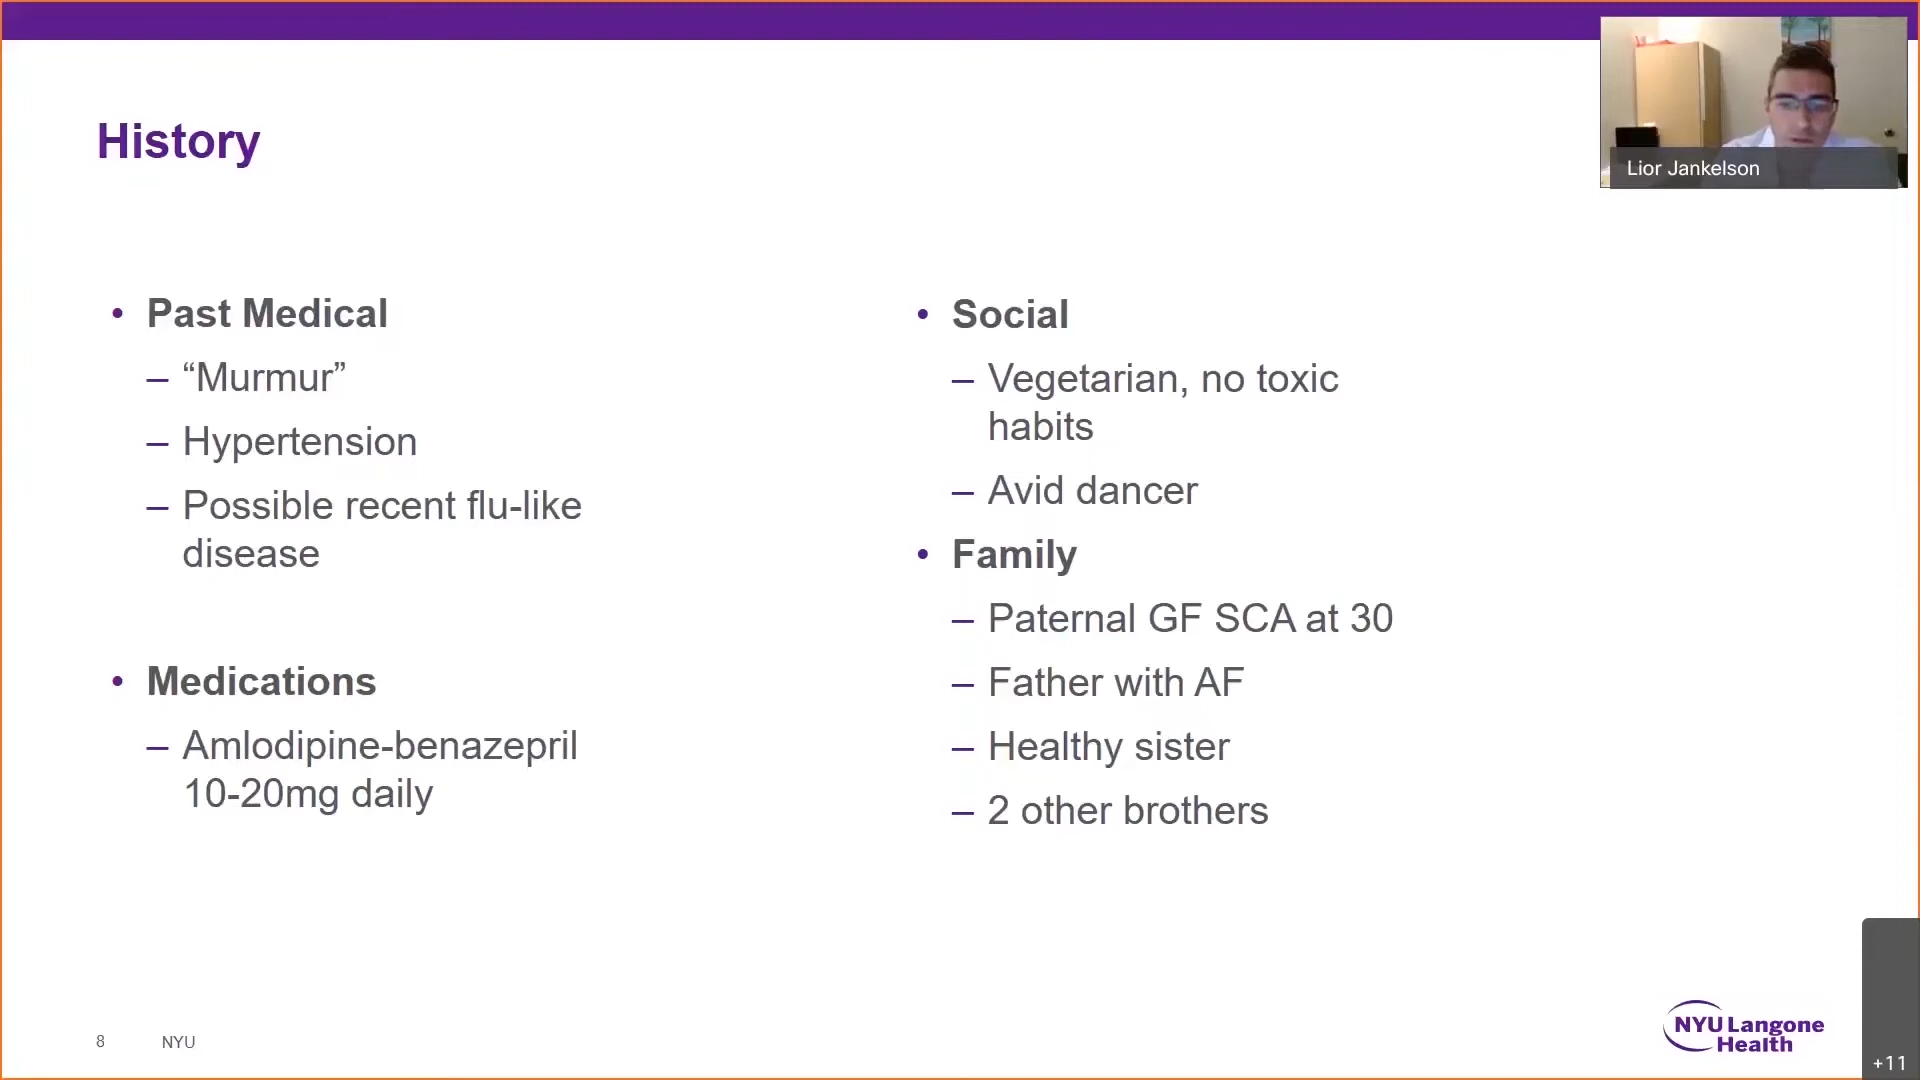 History
Lior Jankelson
• Past Medical
– “Murmur”
– Hypertension
– Possible recent flu-like
disease
• Medications
– Amlodipine-benazepril
10-20mg daily
• Social
– Vegetarian, no toxic
habits
– Avid dancer
• Family
– Paternal GF SCA at 30
– Father with AF
– Healthy sister
– 2 other brothers
8 NYU
NYU Langone
Health
+11